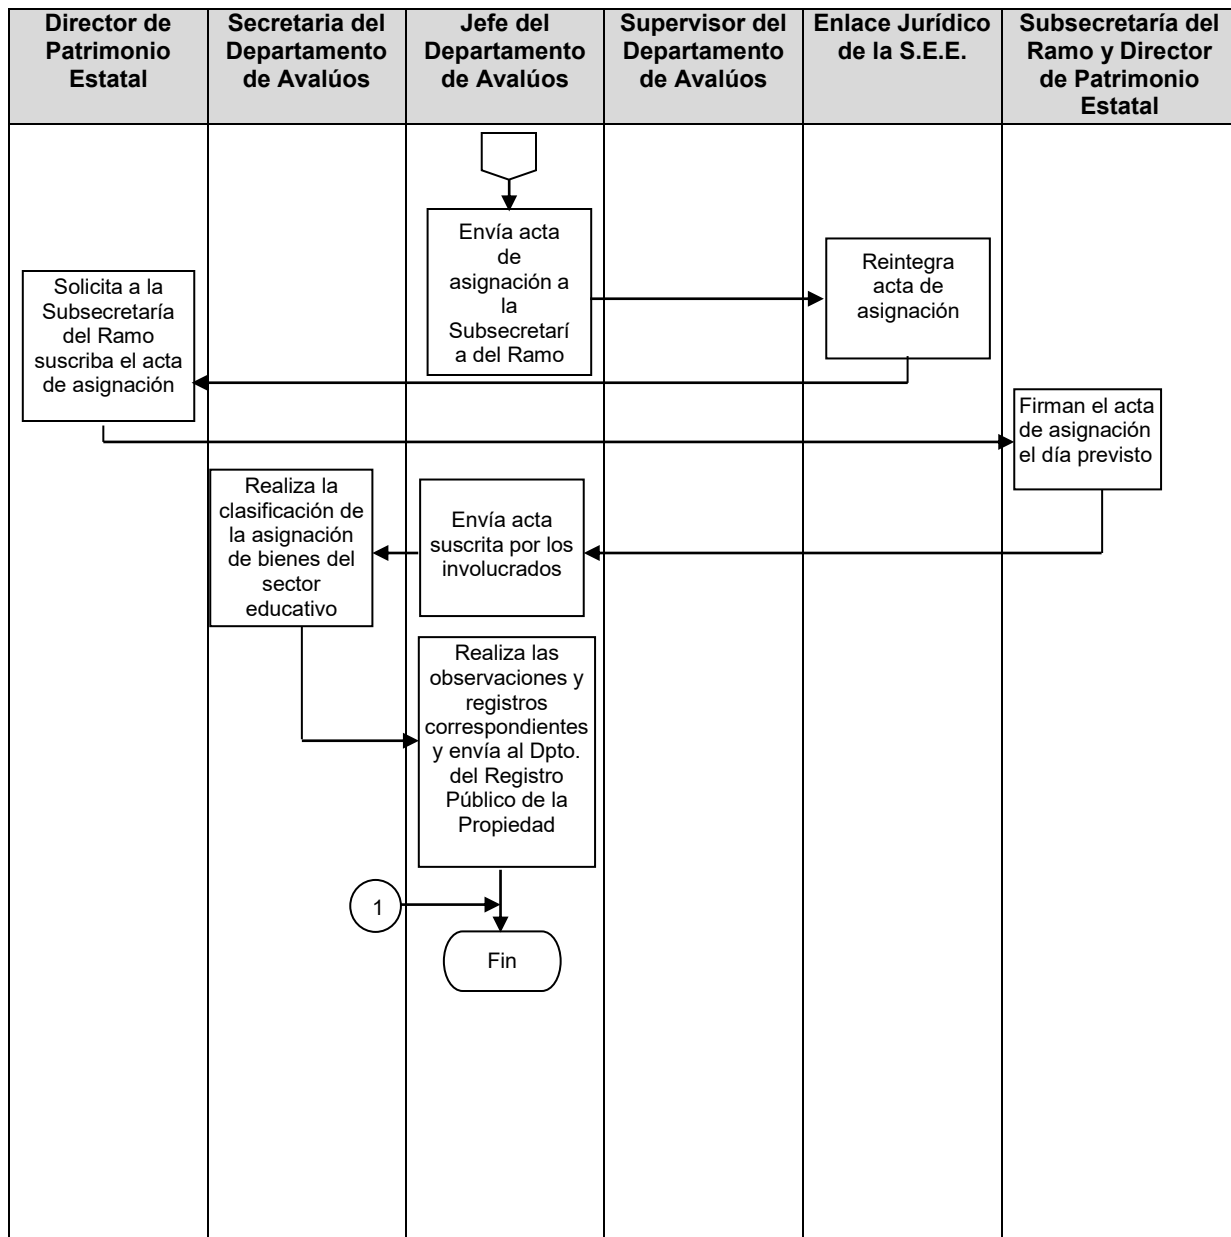 Director de
Patrimonio
Estatal
Secretaria del
Departamento
de Avalúos
Jefe del
Departamento
de Avalúos
Supervisor del
Departamento
de Avalúos
Enlace Jurídico
de la S.E.E.
Subsecretaría del
Ramo y Director
de Patrimonio
Estatal
Envía acta
de
asignación a
la
Subsecretarí
a del Ramo
Reintegra
acta de
asignación
Solicita a la
Subsecretaría
del Ramo
suscriba el acta
de asignación
Firman el acta
de asignación
el día previsto
Envía acta
suscrita por los
involucrados
Realiza la
clasificación de
la asignación
de bienes del
sector
educativo
Realiza las
observaciones y
registros
correspondientes
y envía al Dpto.
del Registro
Público de la
Propiedad
1
Fin